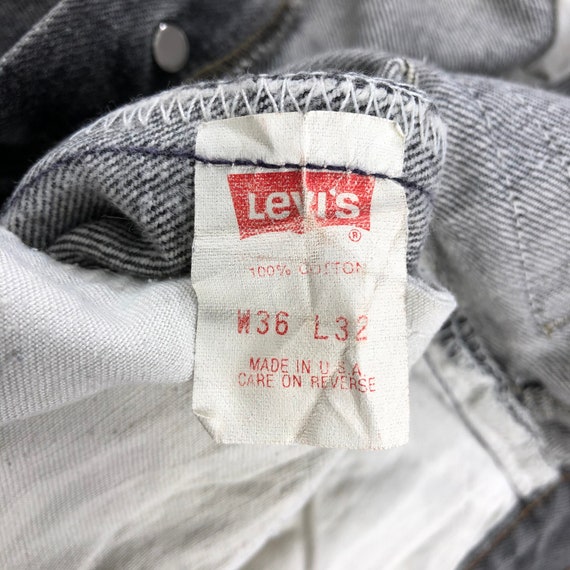 Levi's
®
100% COTTON
W36 L32
MADE IN U.S.A.
CARE ON REVERSE